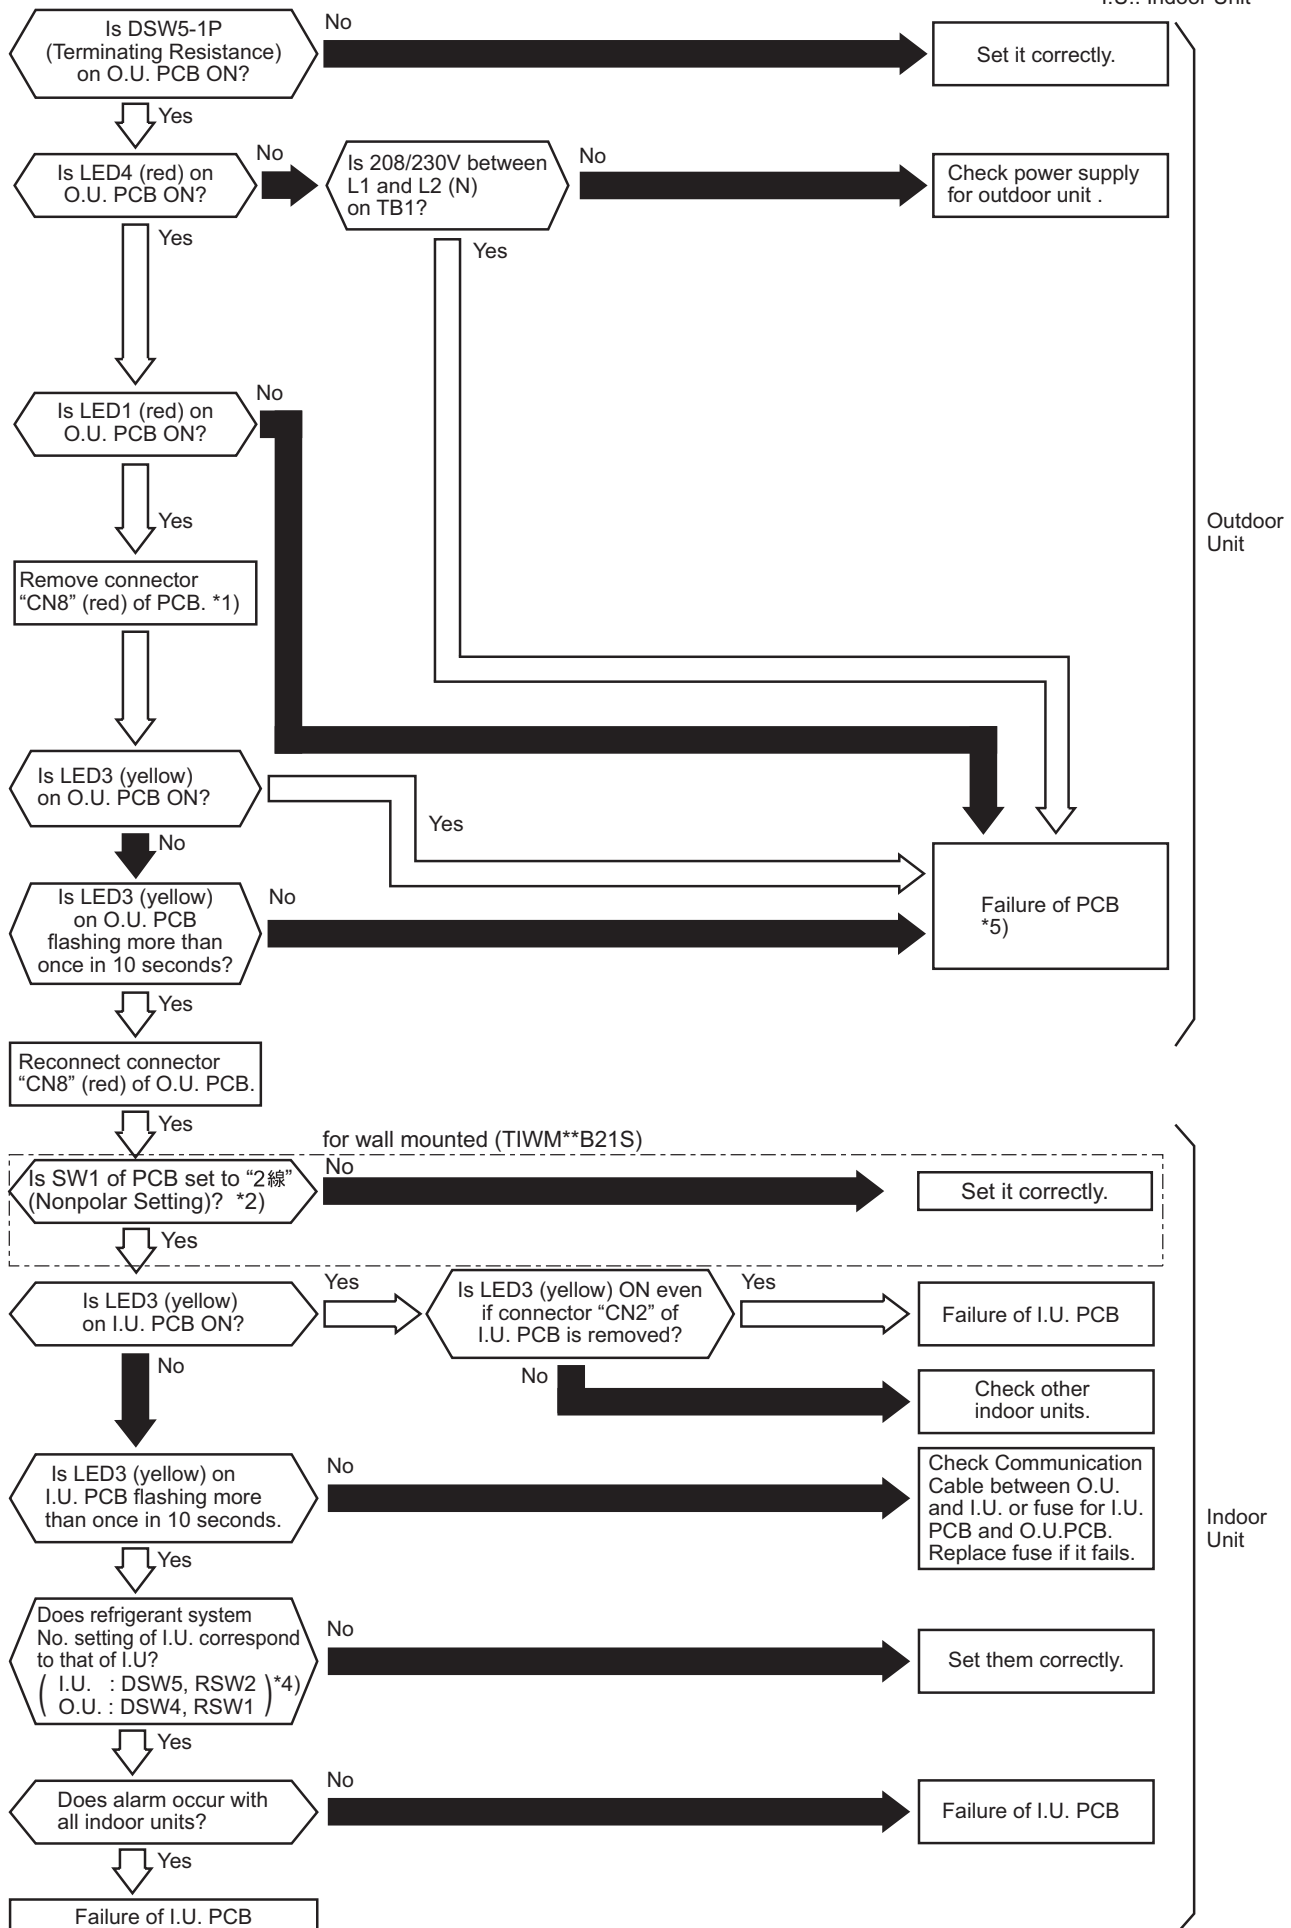 I.U.: Indoor Unit
Is DSW5-1P
(Terminating Resistance)
on O.U. PCB ON?
No
Set it correctly.
Yes
Is LED4 (red) on
O.U. PCB ON?
No
Is 208/230V between
L1 and L2 (N)
on TB1?
No
Check power supply
for outdoor unit .
Yes
Yes
Is LED1 (red) on
O.U. PCB ON?
No
Yes
Outdoor
Unit
Remove connector
“CN8” (red) of PCB. *1)
Is LED3 (yellow)
on O.U. PCB ON?
Yes
No
Is LED3 (yellow)
on O.U. PCB
flashing more than
once in 10 seconds?
No
Failure of PCB
*5)
Yes
Reconnect connector
“CN8” (red) of O.U. PCB.
Yes
for wall mounted (TIWM**B21S)
Is SW1 of PCB set to “2線”
(Nonpolar Setting)? *2)
No
Set it correctly.
Yes
Is LED3 (yellow)
on I.U. PCB ON?
Yes
Is LED3 (yellow) ON even
if connector “CN2” of
I.U. PCB is removed?
Yes
Failure of I.U. PCB
No
No
Check other
indoor units.
Is LED3 (yellow) on
I.U. PCB flashing more
than once in 10 seconds.
No
Check Communication
Cable between O.U.
and I.U. or fuse for I.U.
PCB and O.U.PCB.
Replace fuse if it fails.
Indoor
Unit
Yes
Does refrigerant system
No. setting of I.U. correspond
to that of I.U?
( I.U. : DSW5, RSW2
O.U. : DSW4, RSW1 ) *4)
No
Set them correctly.
Yes
Does alarm occur with
all indoor units?
No
Failure of I.U. PCB
Yes
Failure of I.U. PCB